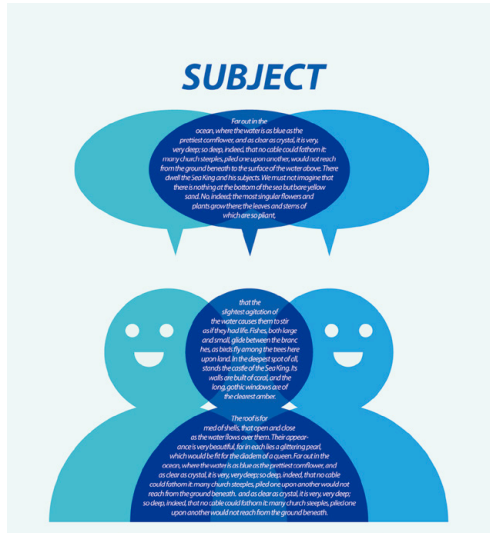 SUBJECT
Far out in the
ocean, where the water is as blue as the
prettiest cornflower, and as clear as crystal, it is very,
very deep; so deep, indeed, that no cable could fathom it:
many church steeples, piled one upon another, would not reach
from the ground beneath to the surface of the water above. There
dwell the Sea King and his subjects. We must not imagine that
there is nothing at the bottom of the sea but bare yellow
sand. No, indeed; the most singular flowers and
plants grow there; the leaves and stems of
which are so pliant,
that the
slightest agitation of
the water causes them to stir
as if they had life. Fishes, both large
and small, glide between the branc
hes, as birds fly among the trees here
upon land. In the deepest spot of all,
stands the castle of the Sea King. Its
walls are built of coral, and the
long, gothic windows are of
the clearest amber.
The roof is for
med of shells, that open and close
as the water flows over them. Their appear-
ance is very beautiful, for in each lies a glittering pearl,
which would be fit for the diadem of a queen. Far out in the
ocean, where the water is as blue as the prettiest cornflower, and
as clear as crystal, it is very, very deep; so deep, indeed, that no cable
could fathom it: many church steeples, piled one upon another would not
reach from the ground beneath. and as clear as crystal, it is very, very deep;
so deep, indeed, that no cable could fathom it: many church steeples, piled one
upon another would not reach from the ground beneath.